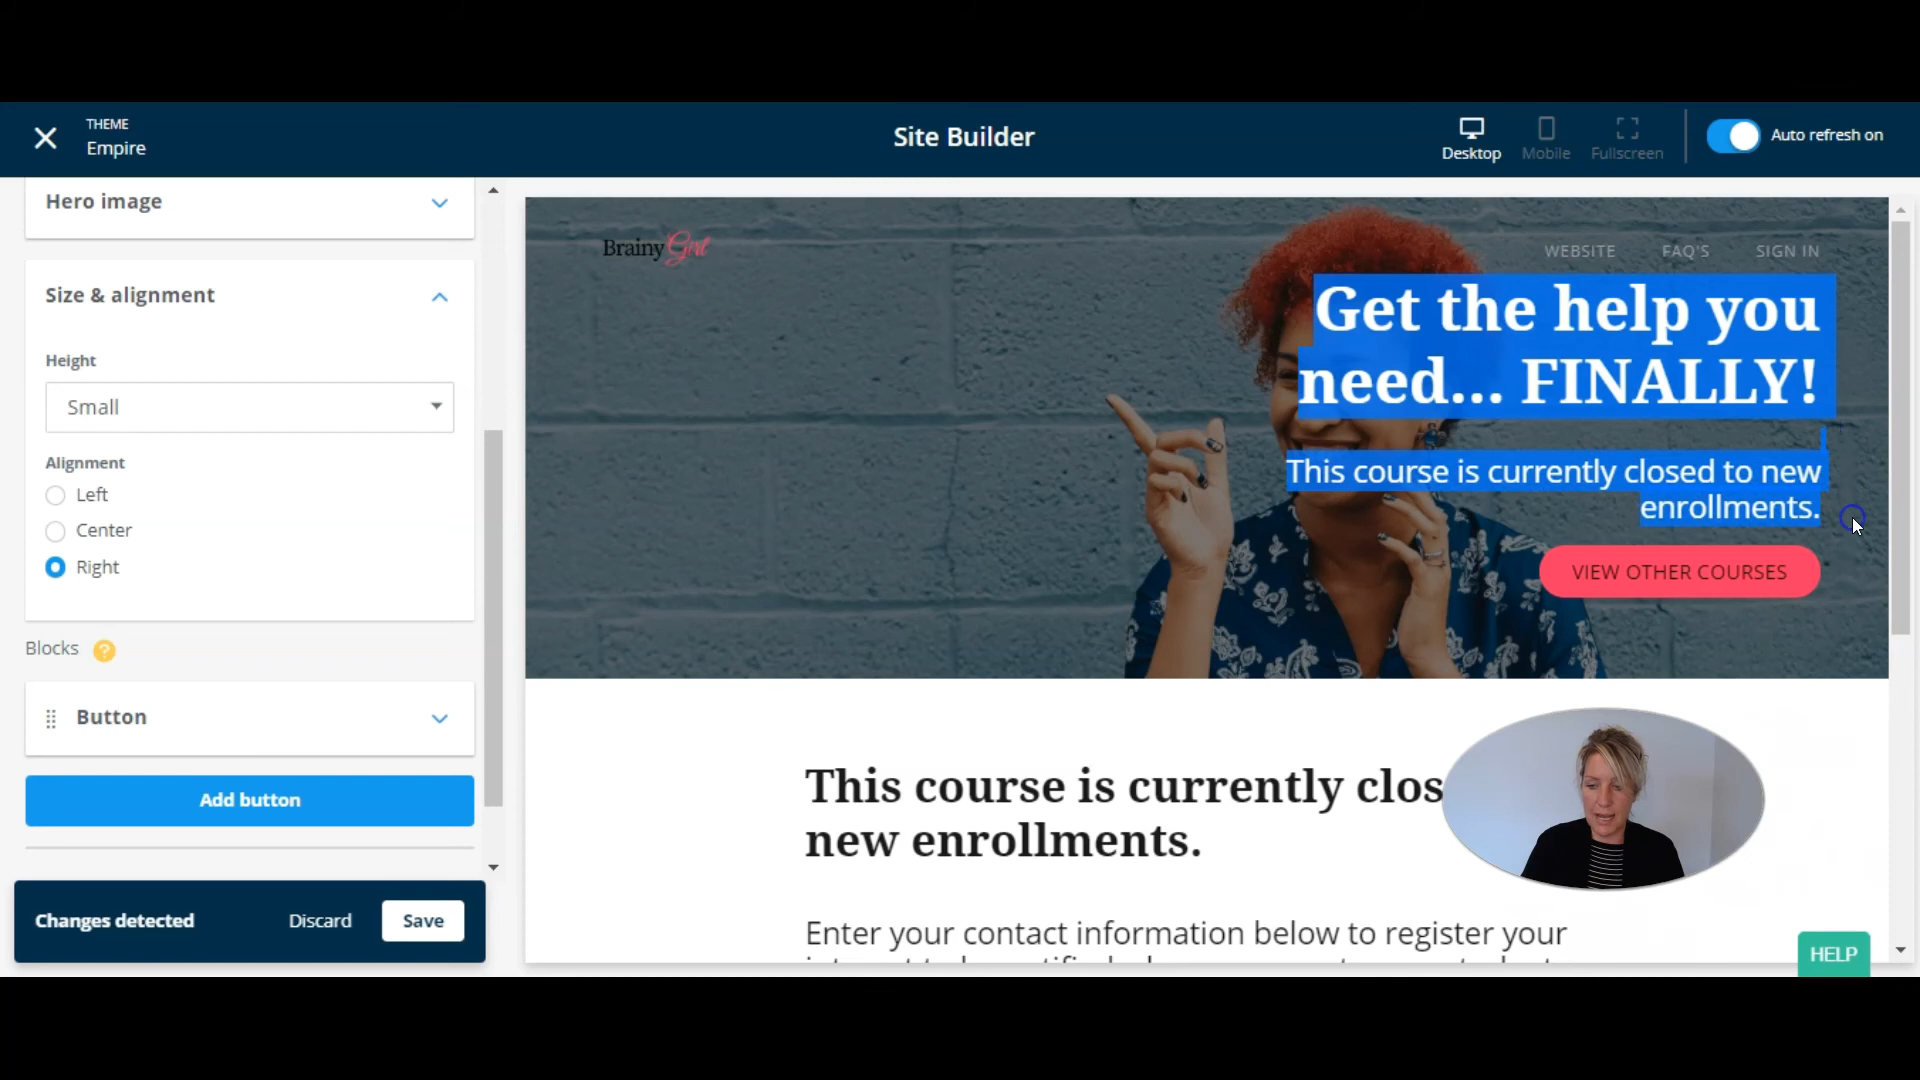 THEME
Empire
Site Builder
Desktop
Mobile
Fullscreen
Auto refresh on
Hero image
Size & alignment
Height
Small
Alignment
Left
Center
Right
Blocks
?
Button
Add button
Changes detected
Discard
Save
Brainy Girl
WEBSITE
FAQ'S
SIGN IN
Get the help you
need... FINALLY!
This course is currently closed to new
enrollments.
VIEW OTHER COURSES
This course is currently clos
new enrollments.
Enter your contact information below to register your
HELP